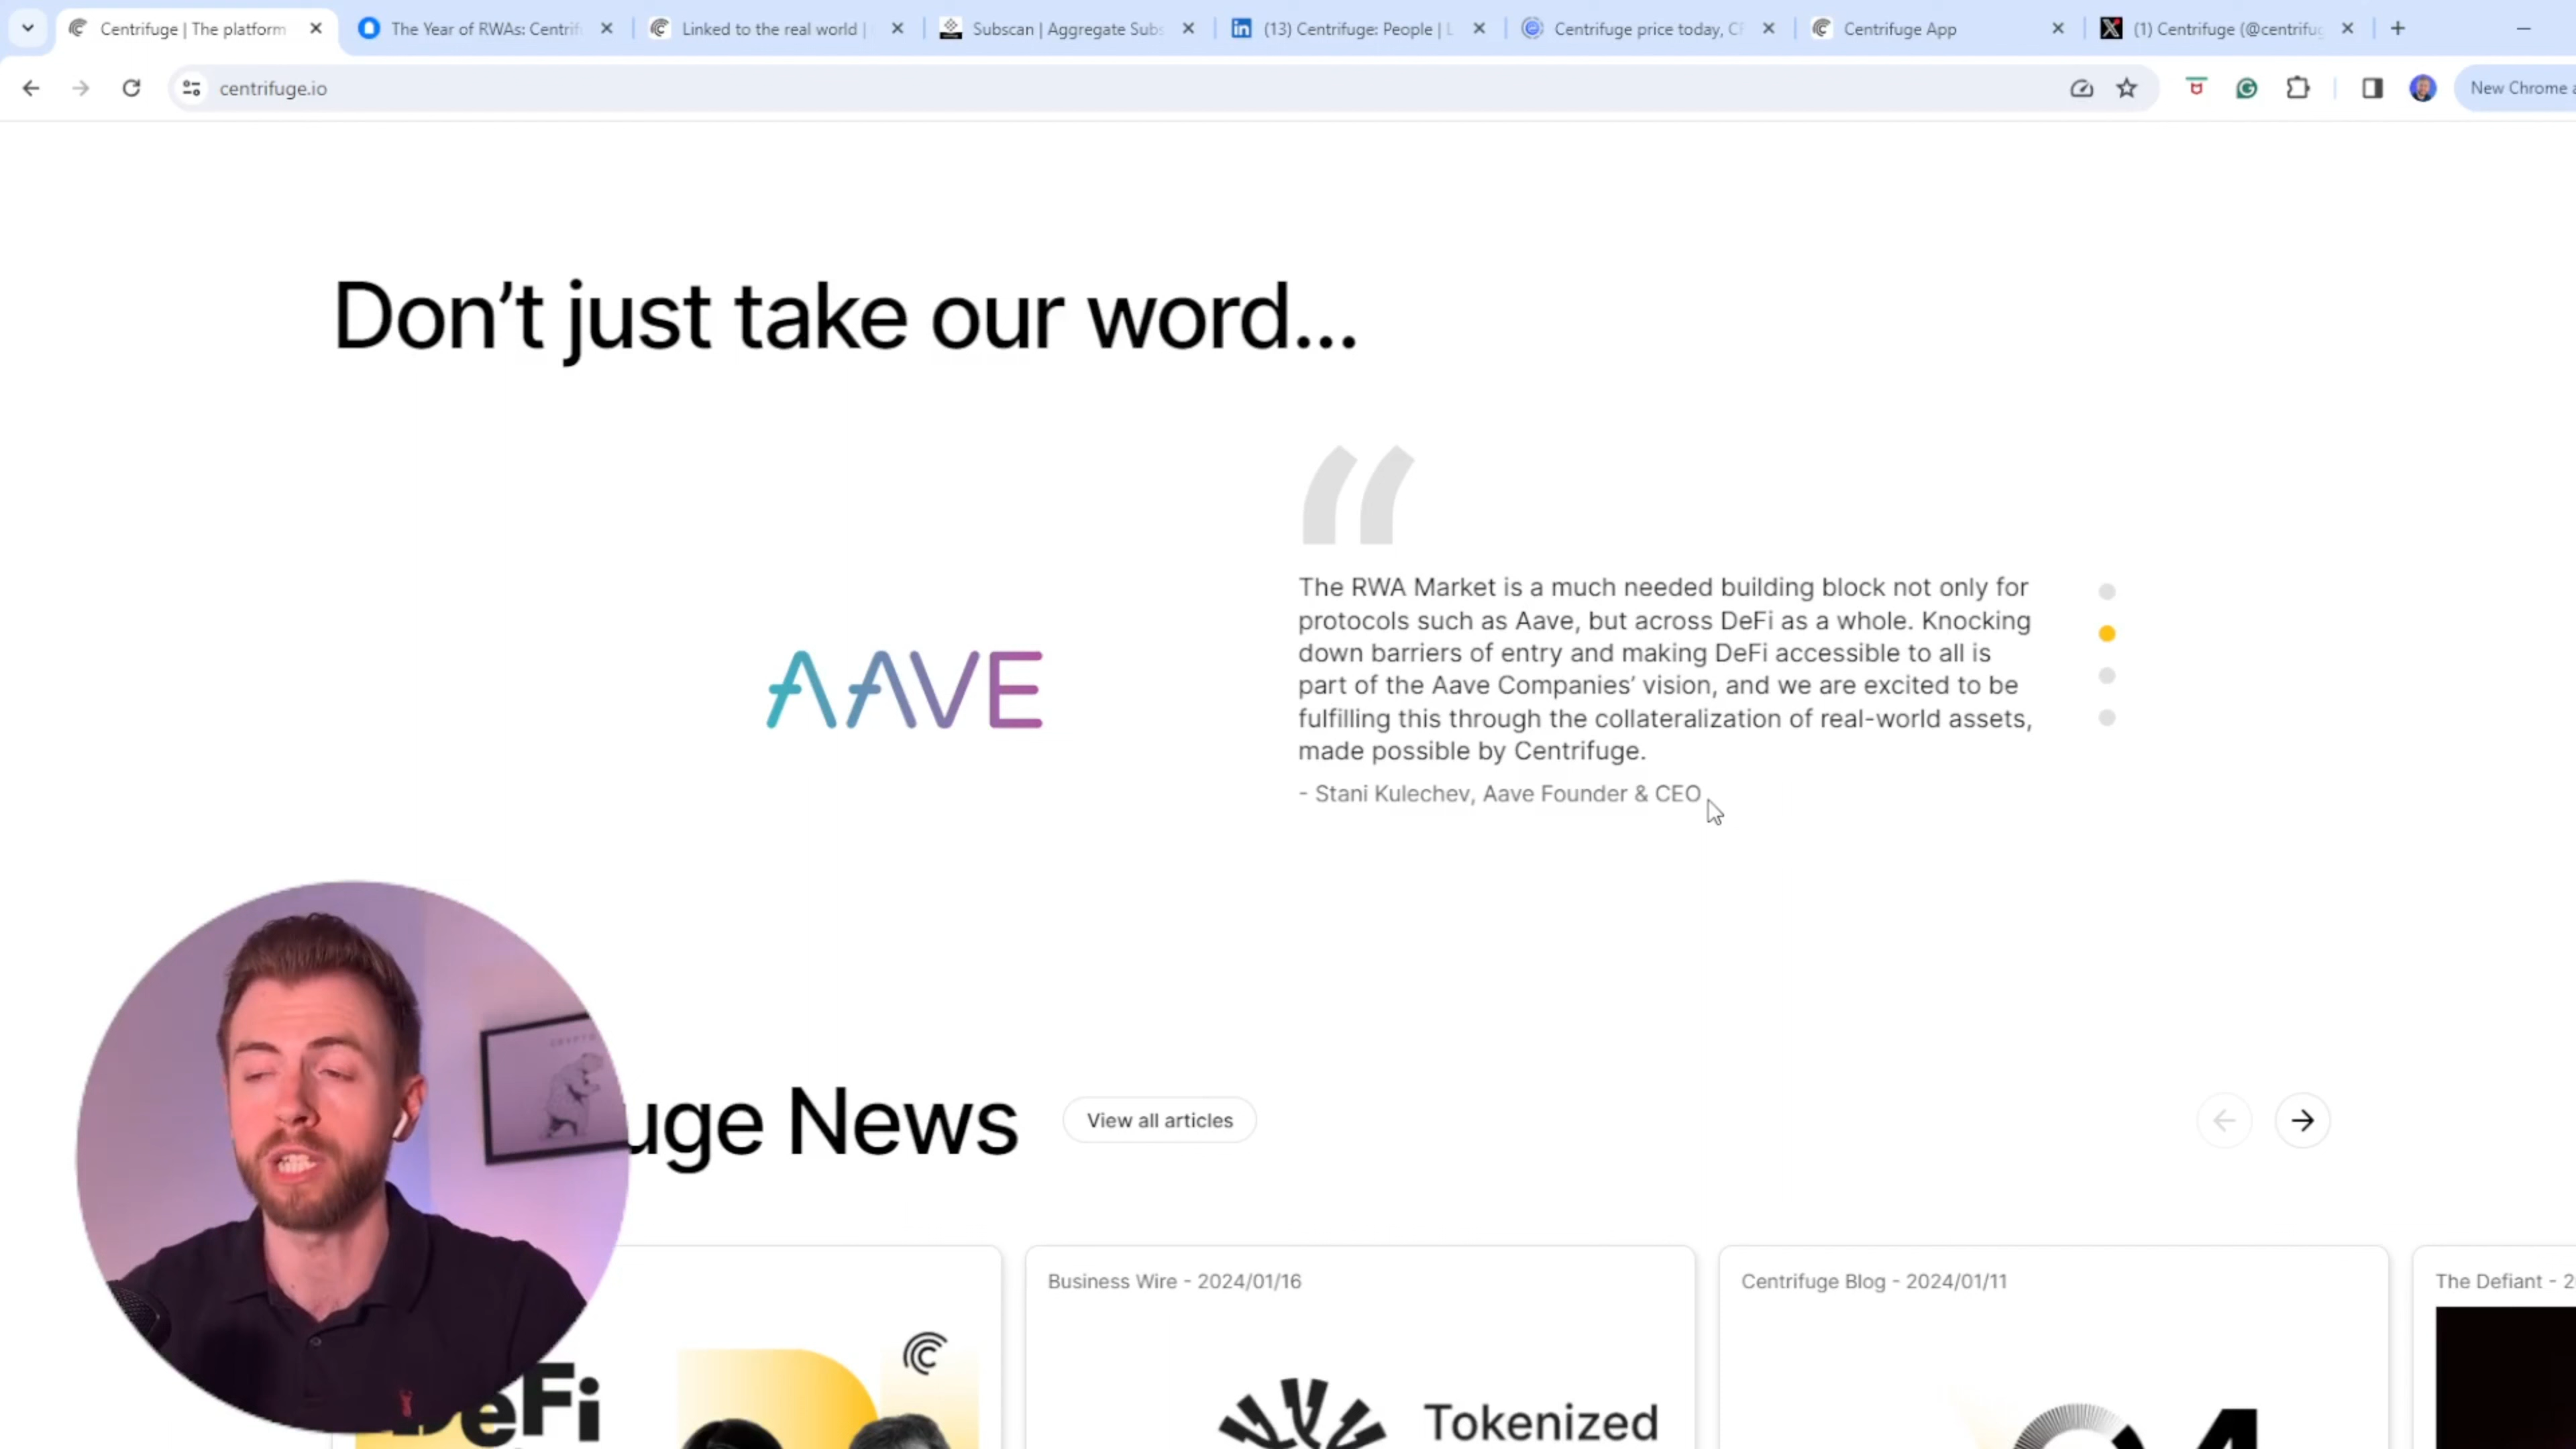 Centrifuge | The platform
The Year of RWAs: Centrif
Linked to the real world |
Subscan | Aggregate Subs
(13) Centrifuge: People | L
Centrifuge price today, CF
Centrifuge App
(1) Centrifuge (@centrifug
centrifuge.io
New Chrome a
Don’t just take our word...
“
AAVE
The RWA Market is a much needed building block not only for
protocols such as Aave, but across DeFi as a whole. Knocking
down barriers of entry and making DeFi accessible to all is
part of the Aave Companies’ vision, and we are excited to be
fulfilling this through the collateralization of real-world assets,
made possible by Centrifuge.
- Stani Kulechev, Aave Founder & CEO
uge News
View all articles
Business Wire - 2024/01/16
Centrifuge Blog - 2024/01/11
The Defiant - 2
DeFi
Tokenized